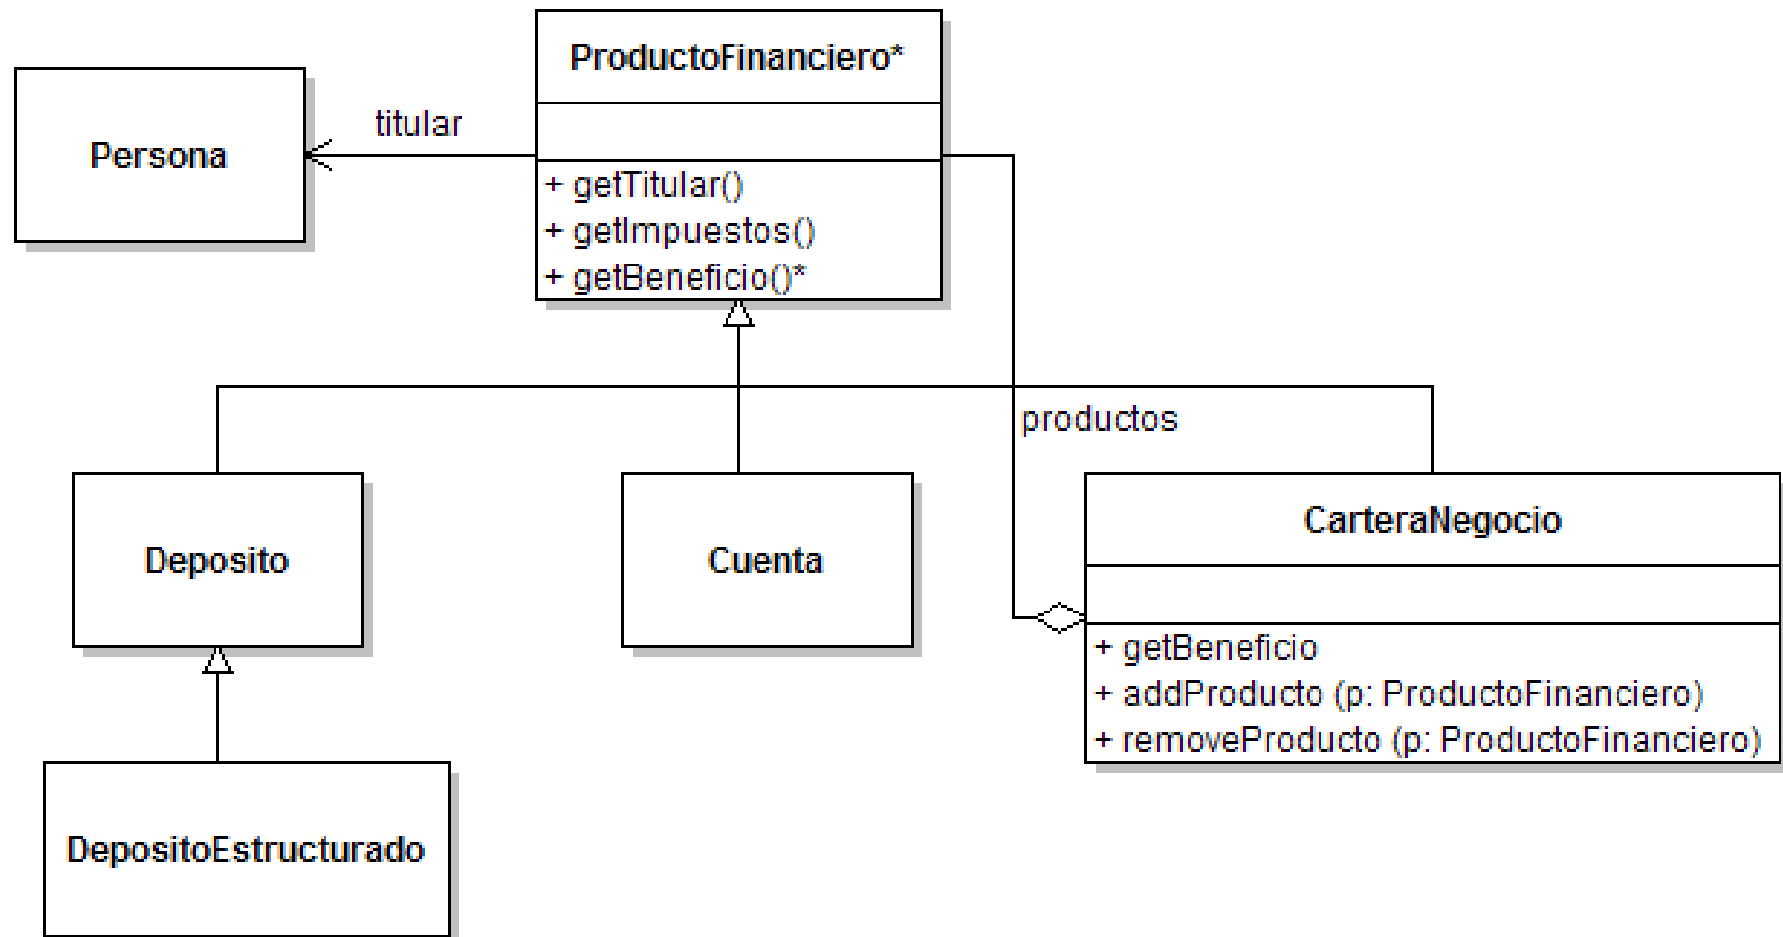 ProductoFinanciero*
Persona
titular
+ getTitular()
+ getImpuestos()
+ getBeneficio()*
productos
Deposito
Cuenta
CarteraNegocio
+ getBeneficio
+ addProducto (p: ProductoFinanciero)
+ removeProducto (p: ProductoFinanciero)
DepositoEstructurado